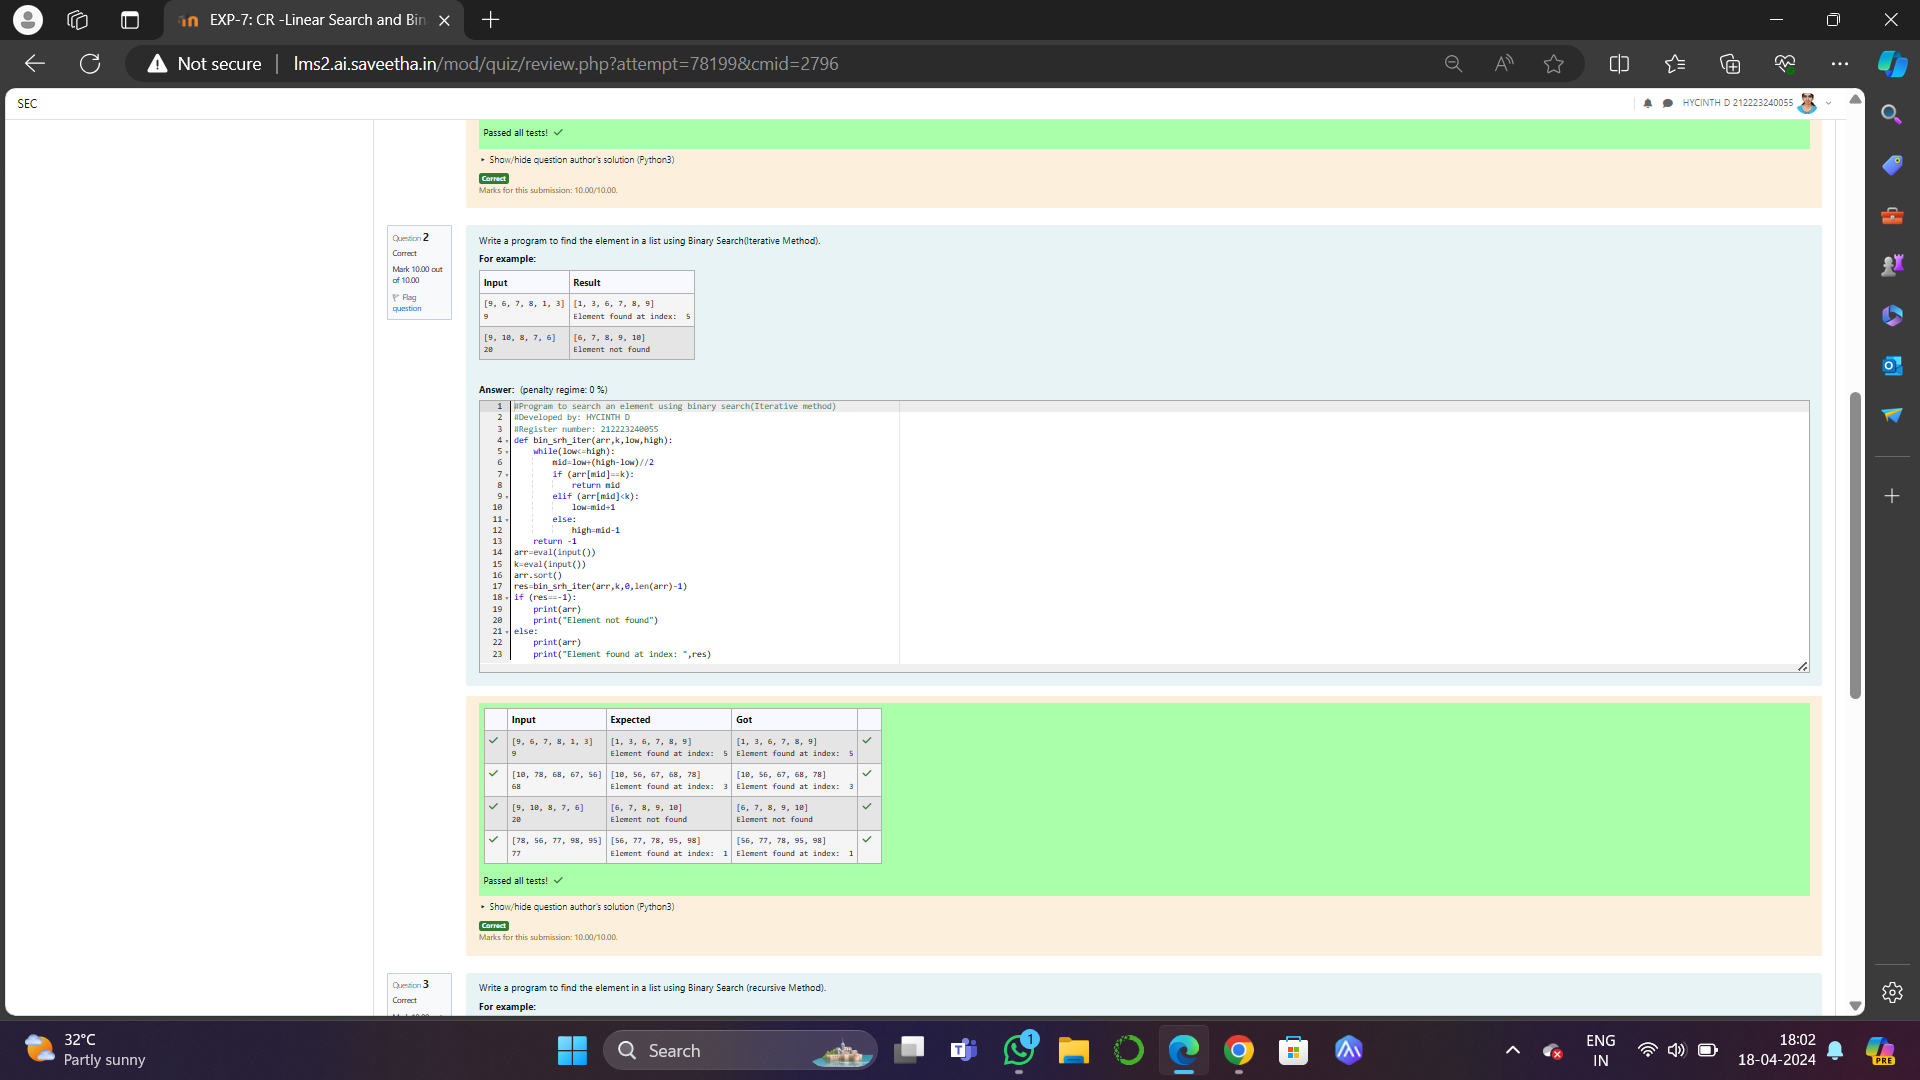 EXP-7: CR -Linear Search and Bin
Not secure
lms2.ai.saveetha.in/mod/quiz/review.php?attempt=78199&cmid=2796
SEC
HYCINTH D 212223240055
Passed all tests!
Show/hide question author's solution (Python3)
Correct
Marks for this submission: 10.00/10.00.
Question 2
Correct
Mark 10.00 out
of 10.00
Flag
question
Write a program to find the element in a list using Binary Search(Iterative Method).
For example:
Input Result
[9, 6, 7, 8, 1, 3] [1, 3, 6, 7, 8, 9]
9 Element found at index:  5
[9, 10, 8, 7, 6] [6, 7, 8, 9, 10]
20 Element not found
Answer: (penalty regime: 0 %)
1 #Program to search an element using binary search(Iterative method)
2 #Developed by: HYCINTH D
3 #Register number: 212223240055
4 def bin_srh_iter(arr,k,low,high):
5     while(low<=high):
6         mid=low+(high-low)//2
7         if (arr[mid]==k):
8             return mid
9         elif (arr[mid]<k):
10             low=mid+1
11         else:
12             high=mid-1
13     return -1
14 arr=eval(input())
15 k=eval(input())
16 arr.sort()
17 res=bin_srh_iter(arr,k,0,len(arr)-1)
18 if (res==-1):
19     print(arr)
20     print("Element not found")
21 else:
22     print(arr)
23     print("Element found at index: ",res)
Input Expected Got
[9, 6, 7, 8, 1, 3] [1, 3, 6, 7, 8, 9] [1, 3, 6, 7, 8, 9]
9 Element found at index:  5 Element found at index:  5
[10, 78, 68, 67, 56] [10, 56, 67, 68, 78] [10, 56, 67, 68, 78]
68 Element found at index:  3 Element found at index:  3
[9, 10, 8, 7, 6] [6, 7, 8, 9, 10] [6, 7, 8, 9, 10]
20 Element not found Element not found
[78, 56, 77, 98, 95] [56, 77, 78, 95, 98] [56, 77, 78, 95, 98]
77 Element found at index:  1 Element found at index:  1
Passed all tests!
Show/hide question author's solution (Python3)
Correct
Marks for this submission: 10.00/10.00.
Question 3
Correct
Write a program to find the element in a list using Binary Search (recursive Method).
For example:
32°C
Partly sunny
Search
1
ENG
IN
18:02
18-04-2024
PRE